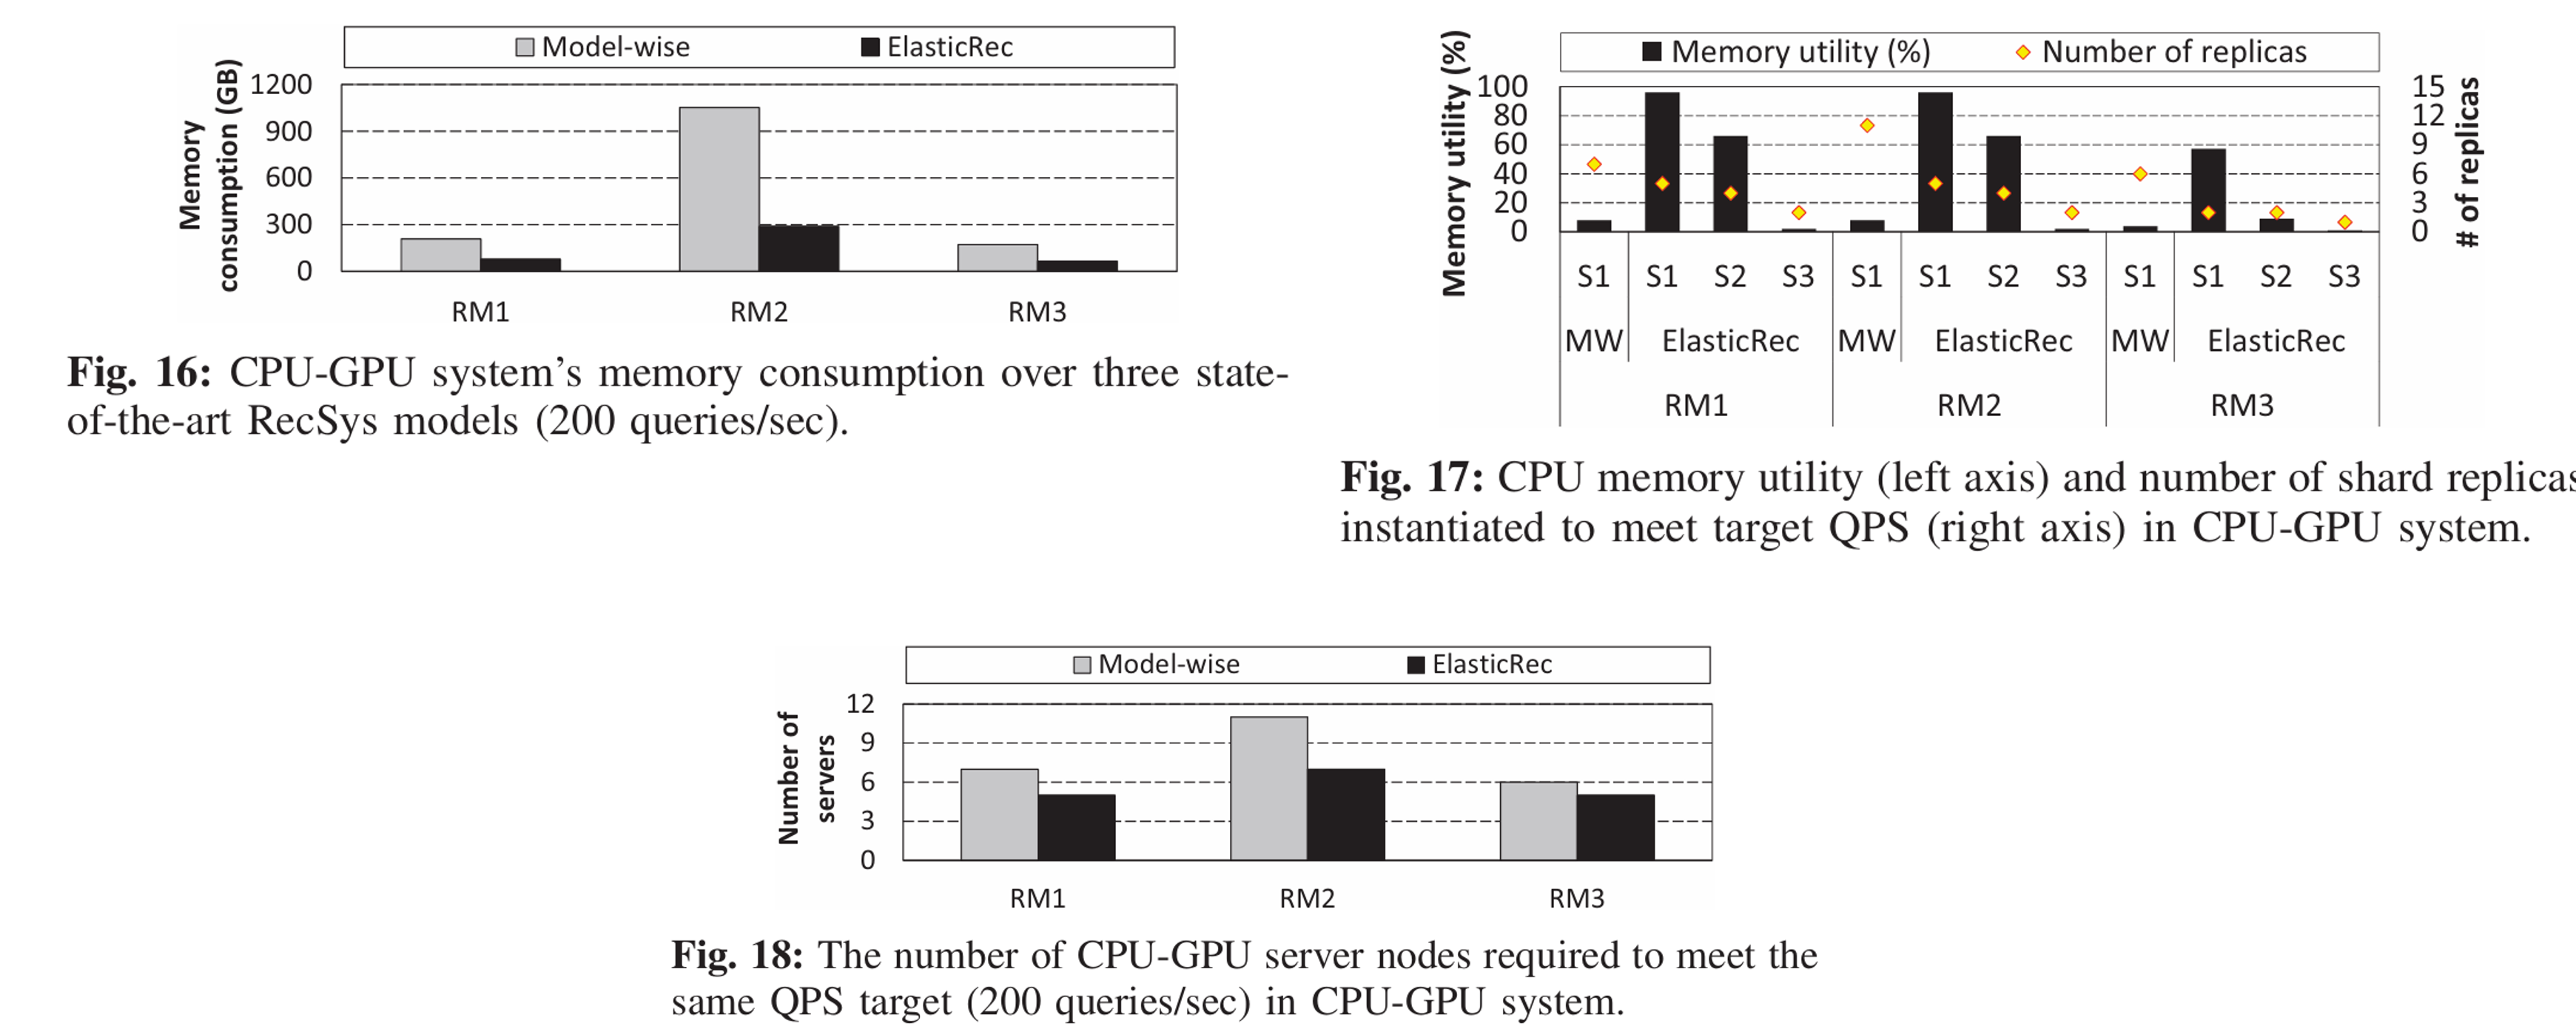 Model-wise ElasticRec
Memory consumption (GB)
1200
900
600
300
0
RM1 RM2 RM3
Fig. 16: CPU-GPU system's memory consumption over three state-
of-the-art RecSys models (200 queries/sec).
Memory utility (%) Number of replicas
Memory utility (%)
100
80
60
40
20
0
15
12
9
6
3
0
# of replicas
S1 S1 S2 S3 S1 S1 S2 S3 S1 S1 S2 S3
MW ElasticRec MW ElasticRec MW ElasticRec
RM1 RM2 RM3
Fig. 17: CPU memory utility (left axis) and number of shard replicas
instantiated to meet target QPS (right axis) in CPU-GPU system.
Model-wise ElasticRec
Number of servers
12
9
6
3
0
RM1 RM2 RM3
Fig. 18: The number of CPU-GPU server nodes required to meet the
same QPS target (200 queries/sec) in CPU-GPU system.